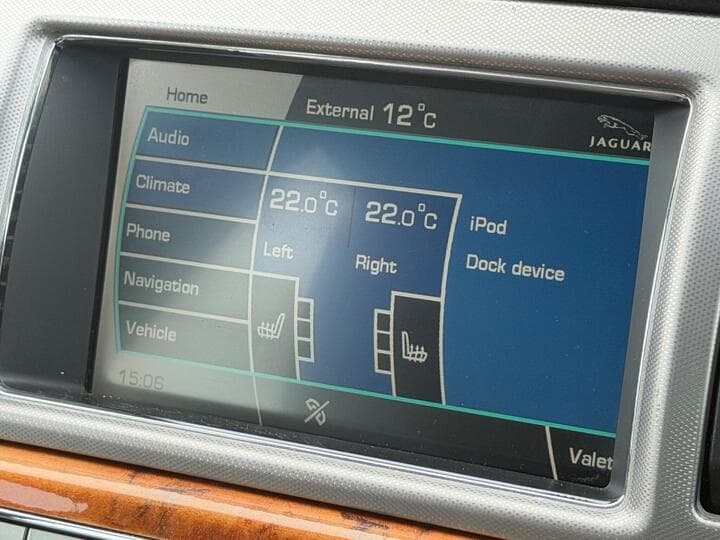 Home
External 12°C
JAGUAR
Audio
Climate
Phone
Navigation
Vehicle
22.0°C 22.0°C
Left Right
iPod
Dock device
15:06
Valet